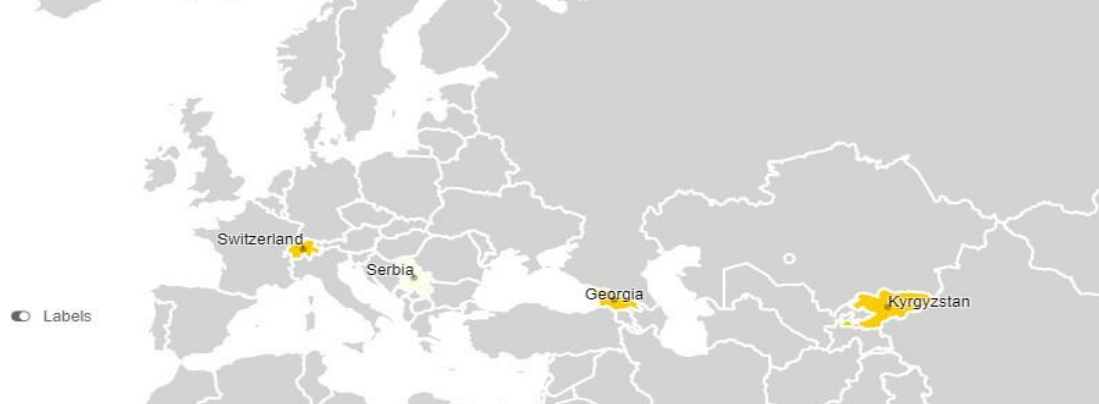 Switzerland
Serbia
Georgia
Kyrgyzstan
Labels